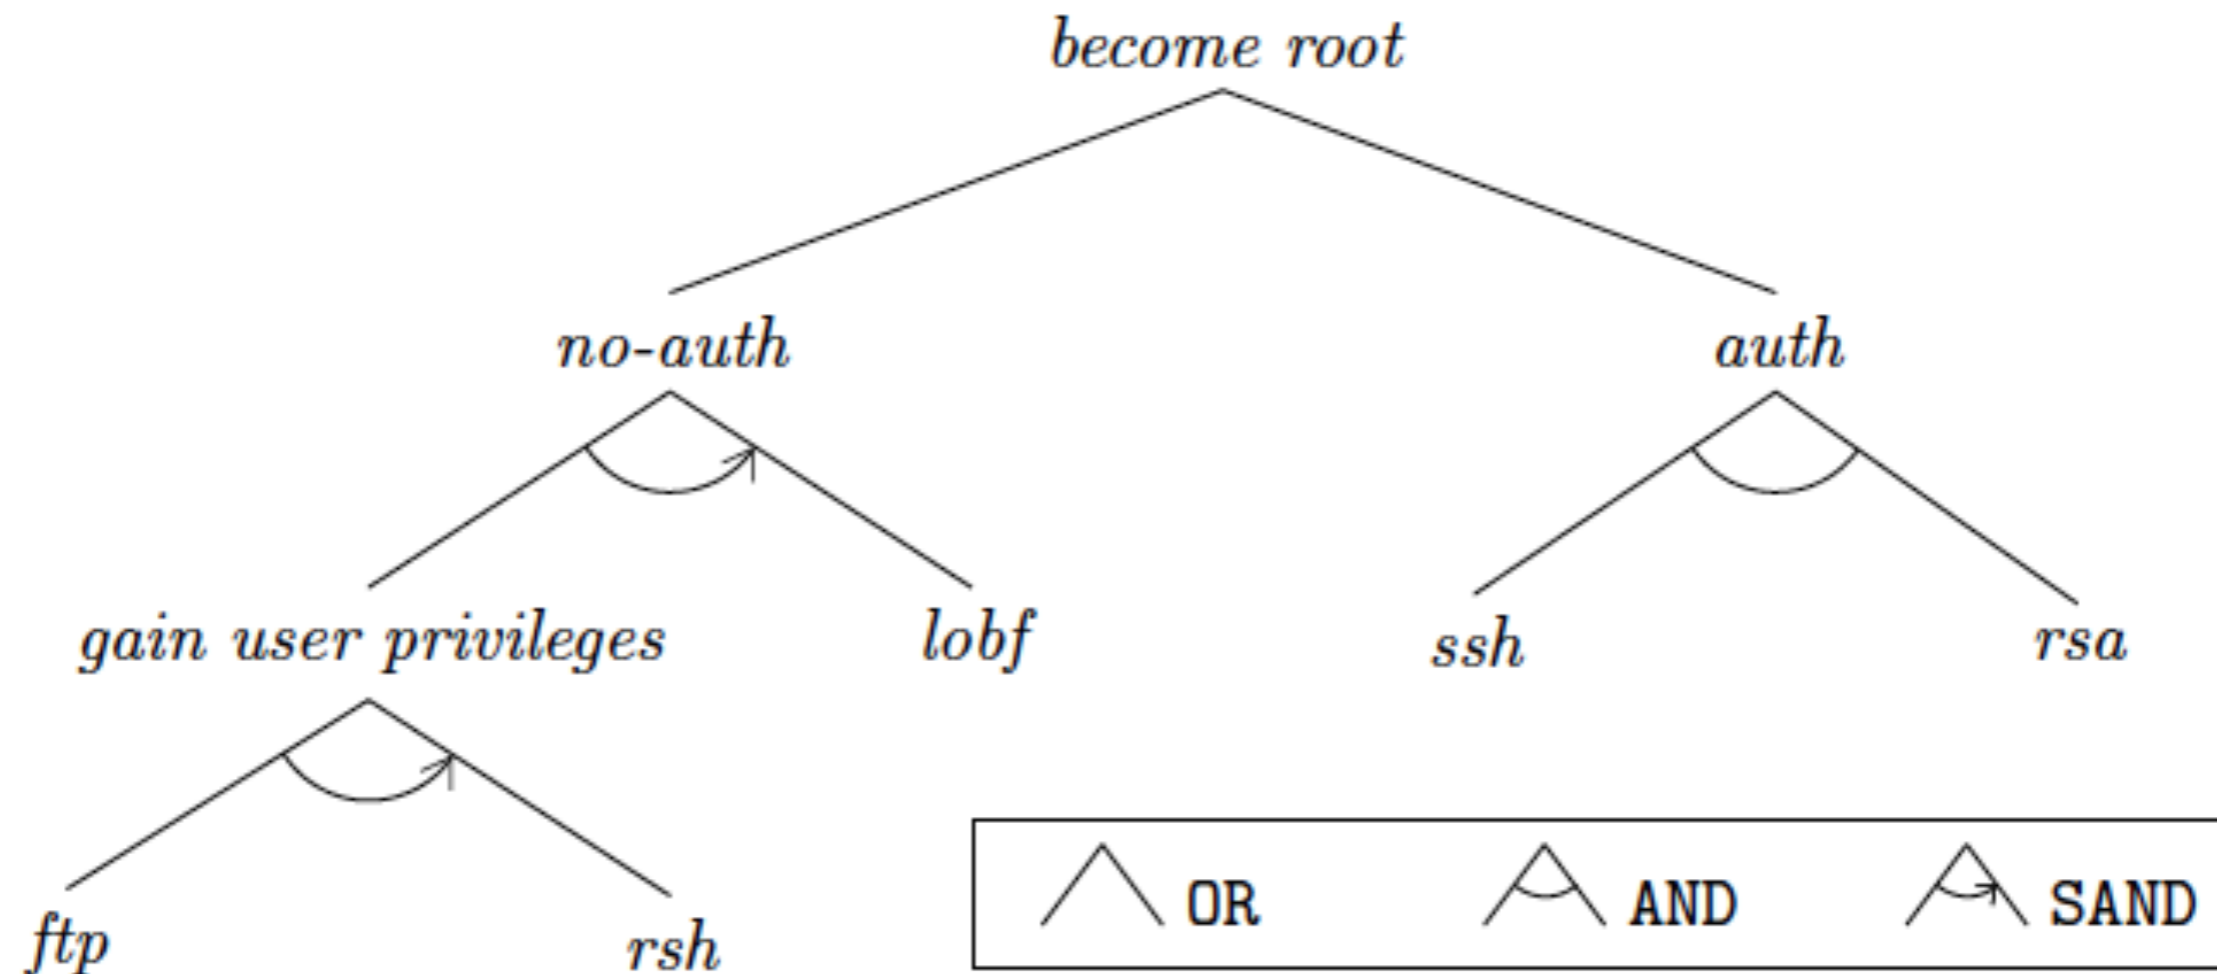 become root
no-auth
auth
gain user privileges
lobf
ssh
rsa
ftp
rsh
OR
AND
SAND